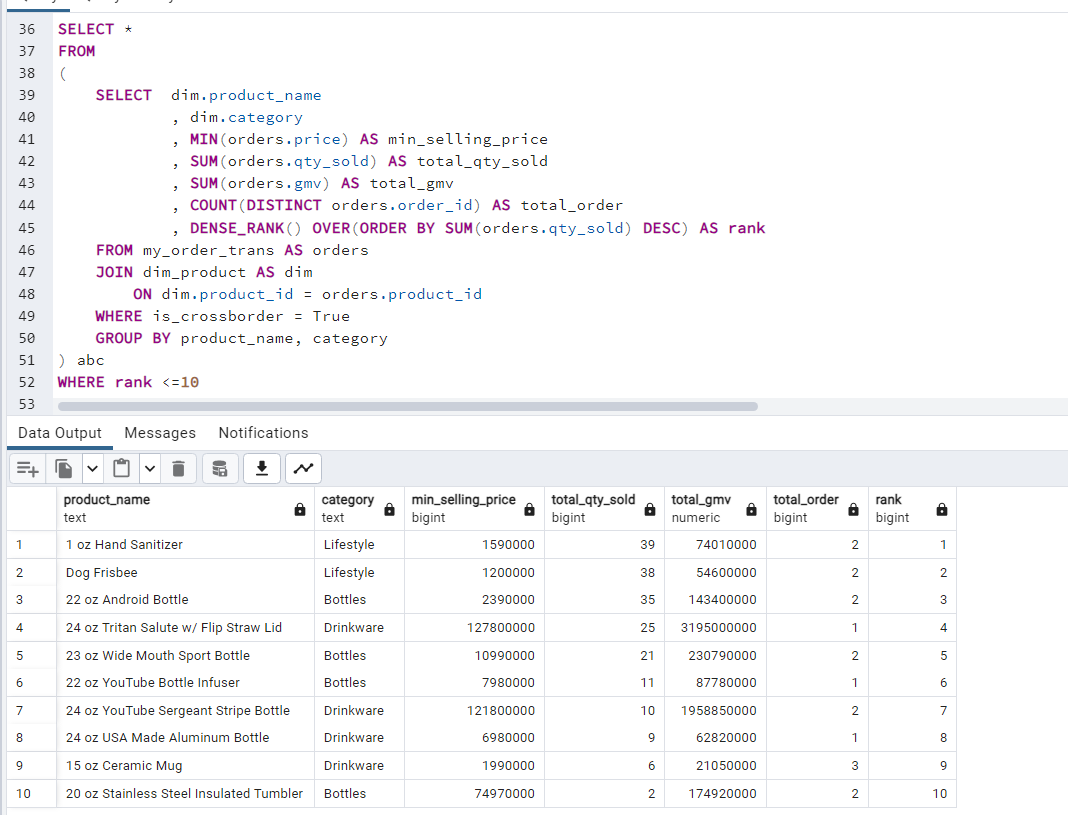 36 SELECT *
37 FROM
38 (
39 SELECT dim.product_name
40 , dim.category
41 , MIN(orders.price) AS min_selling_price
42 , SUM(orders.qty_sold) AS total_qty_sold
43 , SUM(orders.gmv) AS total_gmv
44 , COUNT(DISTINCT orders.order_id) AS total_order
45 , DENSE_RANK() OVER(ORDER BY SUM(orders.qty_sold) DESC) AS rank
46 FROM my_order_trans AS orders
47 JOIN dim_product AS dim
48 ON dim.product_id = orders.product_id
49 WHERE is_crossborder = True
50 GROUP BY product_name, category
51 ) abc
52 WHERE rank <=10
53
Data Output Messages Notifications
product_name category min_selling_price total_qty_sold total_gmv total_order rank
text text bigint bigint numeric bigint bigint
1 1 oz Hand Sanitizer Lifestyle 1590000 39 74010000 2 1
2 Dog Frisbee Lifestyle 1200000 38 54600000 2 2
3 22 oz Android Bottle Bottles 2390000 35 143400000 2 3
4 24 oz Tritan Salute w/ Flip Straw Lid Drinkware 127800000 25 3195000000 1 4
5 23 oz Wide Mouth Sport Bottle Bottles 10990000 21 230790000 2 5
6 22 oz YouTube Bottle Infuser Bottles 7980000 11 87780000 1 6
7 24 oz YouTube Sergeant Stripe Bottle Drinkware 121800000 10 1958850000 2 7
8 24 oz USA Made Aluminum Bottle Drinkware 6980000 9 62820000 1 8
9 15 oz Ceramic Mug Drinkware 1990000 6 21050000 3 9
10 20 oz Stainless Steel Insulated Tumbler Bottles 74970000 2 174920000 2 10